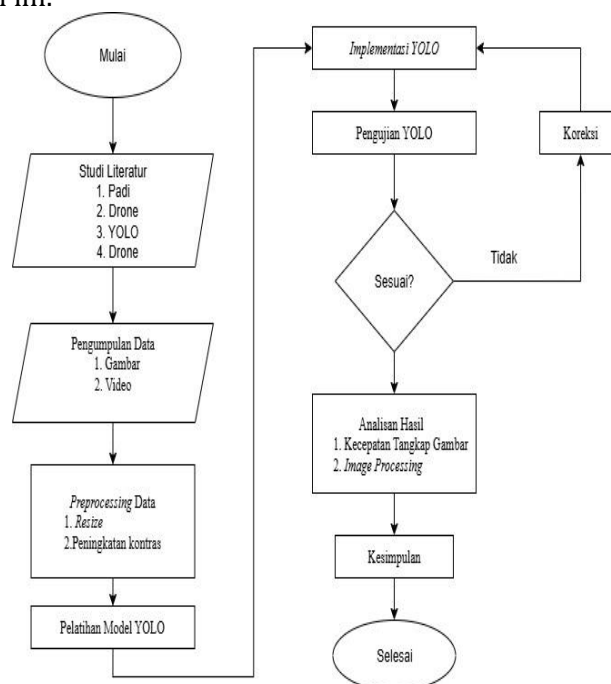 Mulai
Studi Literatur
1. Padi
2. Drone
3. YOLO
4. Drone
Pengumpulan Data
1. Gambar
2. Video
Preprocessing Data
1. Resize
2.Peningkatan kontras
Pelatihan Model YOLO
Implementasi YOLO
Pengujian YOLO
Koreksi
Sesuai?
Tidak
Analisan Hasil
1. Kecepatan Tangkap Gambar
2. Image Processing
Kesimpulan
Selesai